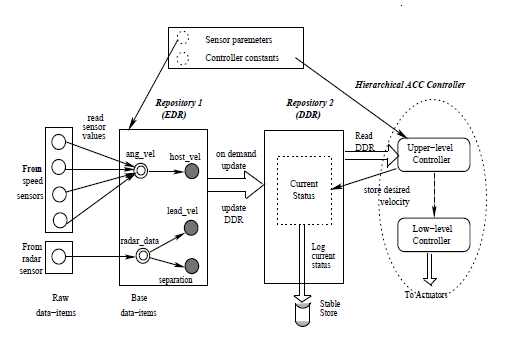 Sensor paremeters
Controller constants
Hierarchical ACC Controller
Repository 1
(EDR)
Repository 2
(DDR)
read
sensor
values
ang_vel
host_vel
on demand
update
Read
DDR
Upper-level
Controller
From
speed
sensors
Current
Status
store desired
velocity
lead_vel
update
DDR
From
radar
sensor
radar_data
separation
Log
current
status
Low-level
Controller
To Actuators
Raw
data-items
Base
data-items
Stable
Store